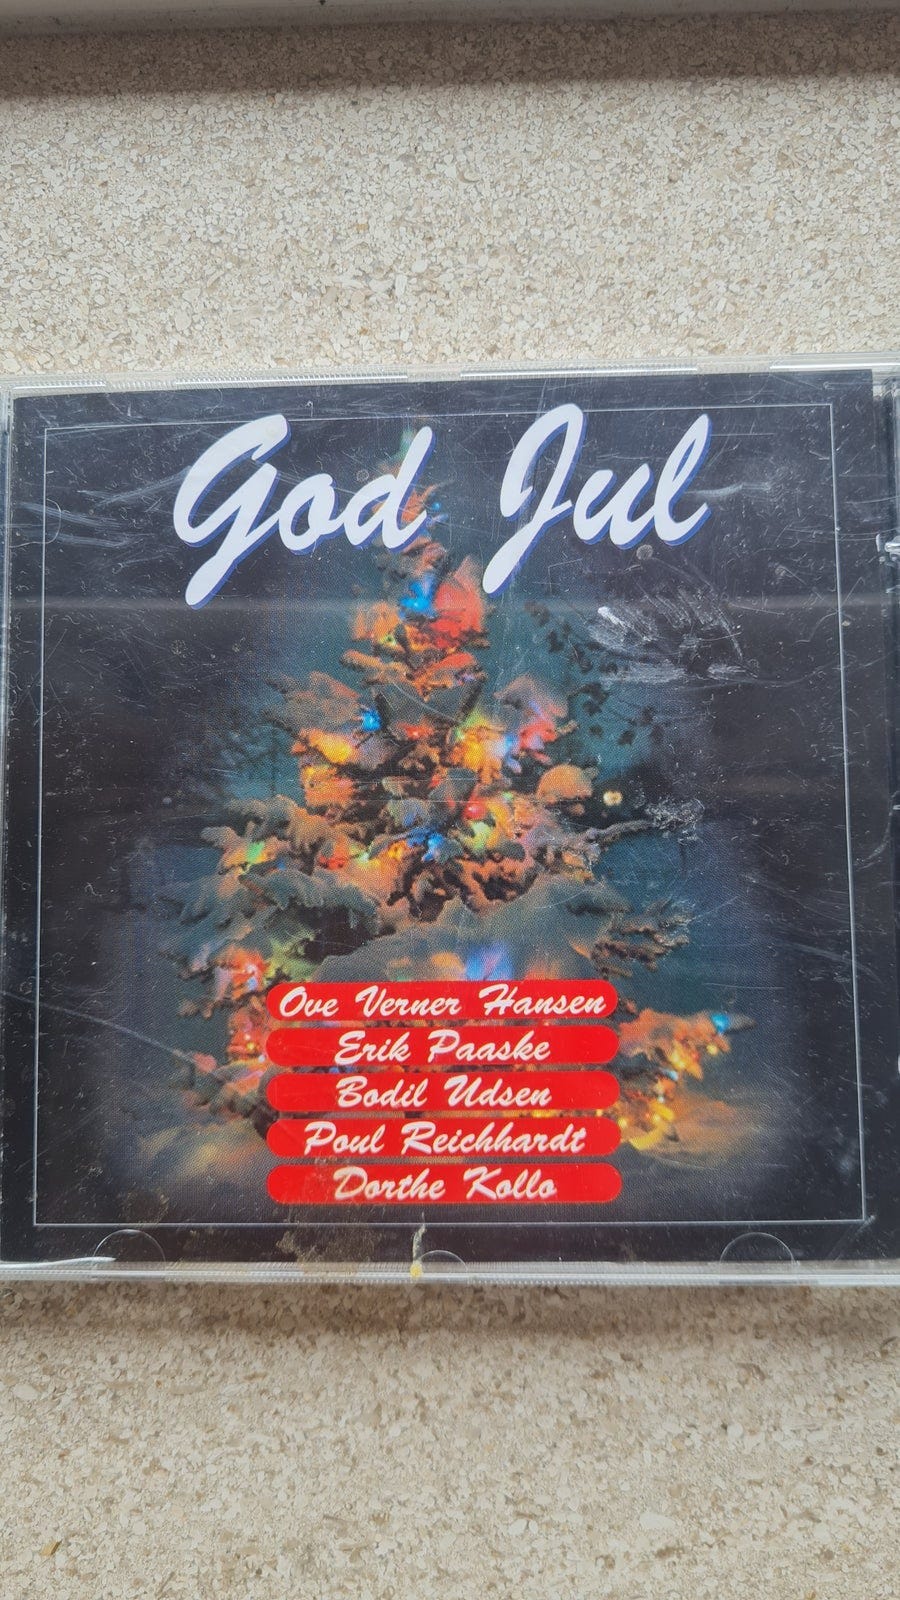 God Jul
Ove Verner Hansen
Erik Paaske
Bodil Udsen
Poul Reichhardt
Dorthe Kollo